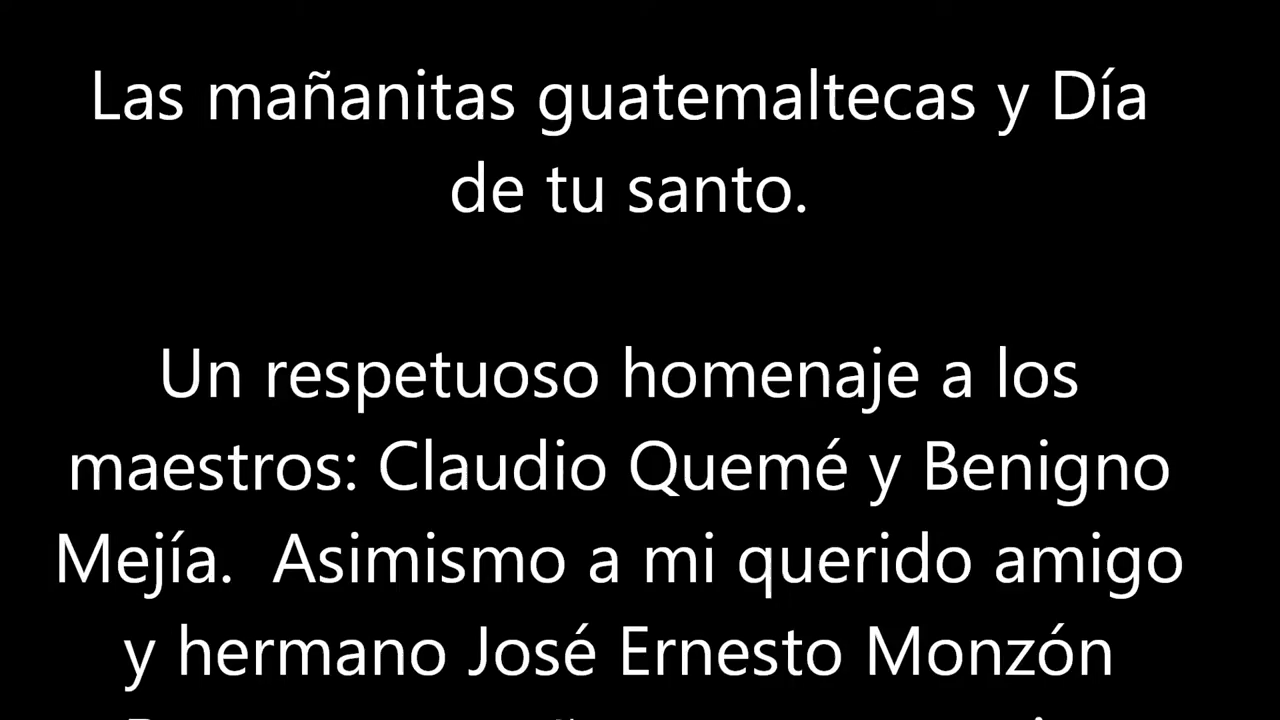 Las mañanitas guatemaltecas y Día
de tu santo.
Un respetuoso homenaje a los
maestros: Claudio Quemé y Benigno
Mejía.  Asimismo a mi querido amigo
y hermano José Ernesto Monzón